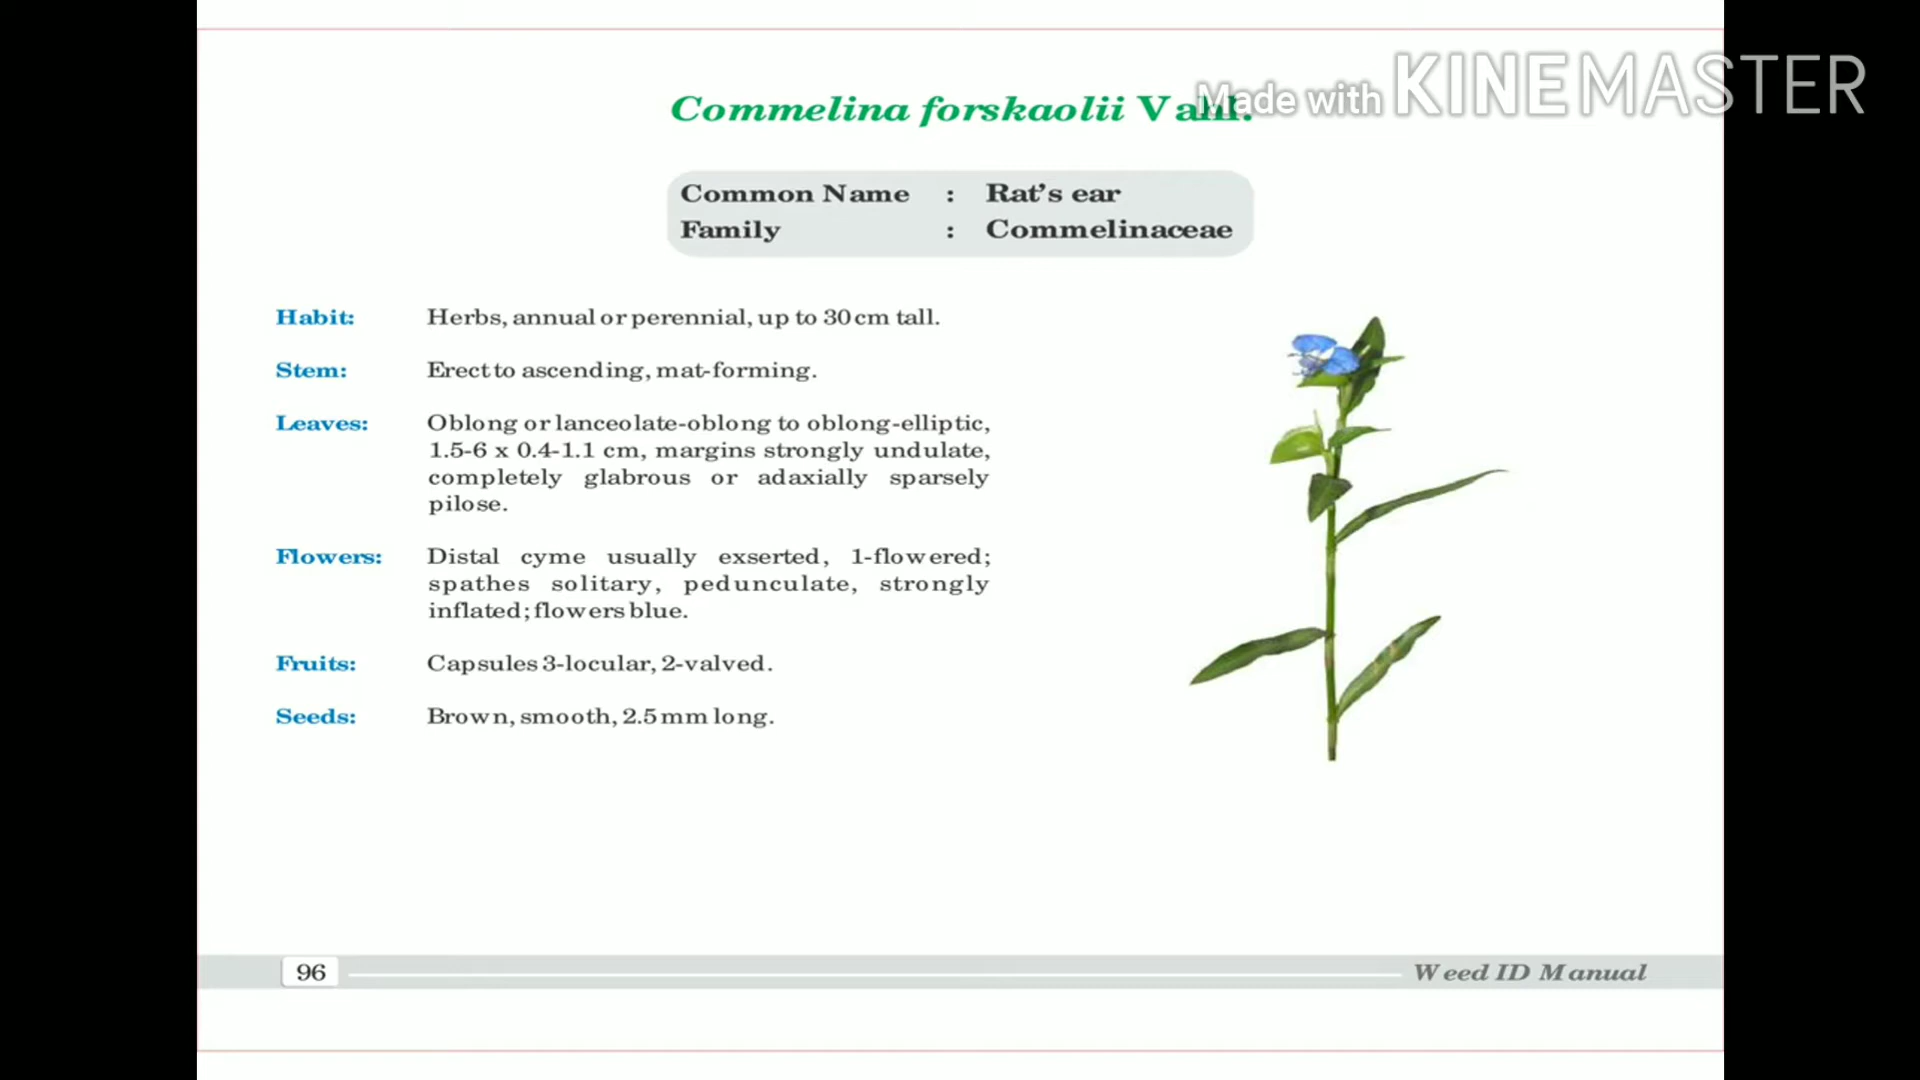 Made with KINEMASTER
Commelina forskaolii Vahl.
Common Name : Rat's ear
Family : Commelinaceae
Habit: Herbs, annual or perennial, up to 30 cm tall.
Stem: Erect to ascending, mat-forming.
Leaves: Oblong or lanceolate-oblong to oblong-elliptic,
1.5-6 x 0.4-1.1 cm, margins strongly undulate,
completely glabrous or adaxially sparsely
pilose.
Flowers: Distal cyme usually exserted, 1-flowered;
spathes solitary, pedunculate, strongly
inflated; flowers blue.
Fruits: Capsules 3-locular, 2-valved.
Seeds: Brown, smooth, 2.5 mm long.
96
Weed ID Manual